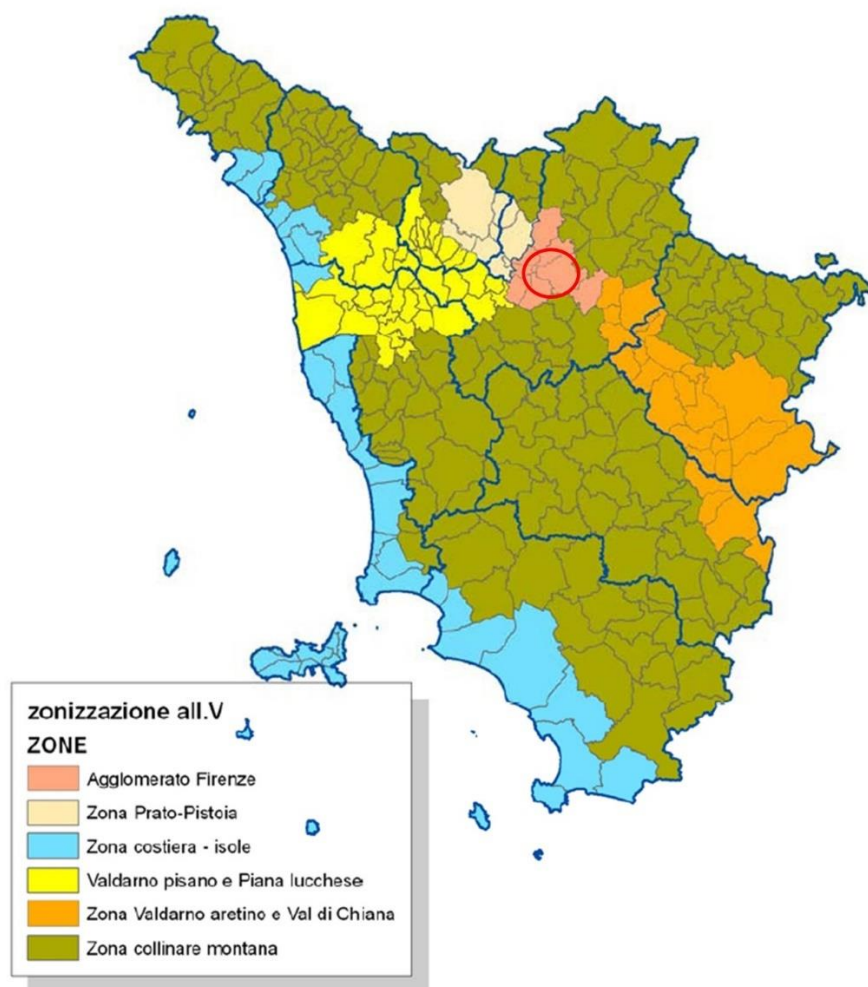 zonizzazione all.V
ZONE
Agglomerato Firenze
Zona Prato-Pistoia
Zona costiera - isole
Valdarno pisano e Piana lucchese
Zona Valdarno aretino e Val di Chiana
Zona collinare montana